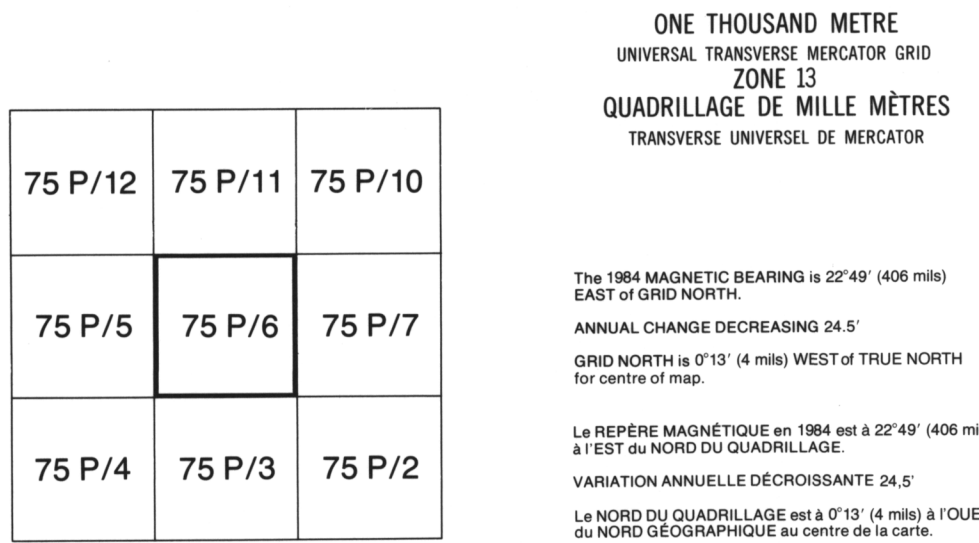 ONE THOUSAND METRE
UNIVERSAL TRANSVERSE MERCATOR GRID
ZONE 13
QUADRILLAGE DE MILLE MÈTRES
TRANSVERSE UNIVERSEL DE MERCATOR
75 P/12 75 P/11 75 P/10
75 P/5 75 P/6 75 P/7
75 P/4 75 P/3 75 P/2
The 1984 MAGNETIC BEARING is 22°49′ (406 mils)
EAST of GRID NORTH.
ANNUAL CHANGE DECREASING 24.5′
GRID NORTH is 0°13′ (4 mils) WEST of TRUE NORTH
for centre of map.
Le REPÈRE MAGNÉTIQUE en 1984 est à 22°49′ (406 mi
à l'EST du NORD DU QUADRILLAGE.
VARIATION ANNUELLE DÉCROISSANTE 24,5′
Le NORD DU QUADRILLAGE est à 0°13′ (4 mils) à l'OUE
du NORD GÉOGRAPHIQUE au centre de la carte.